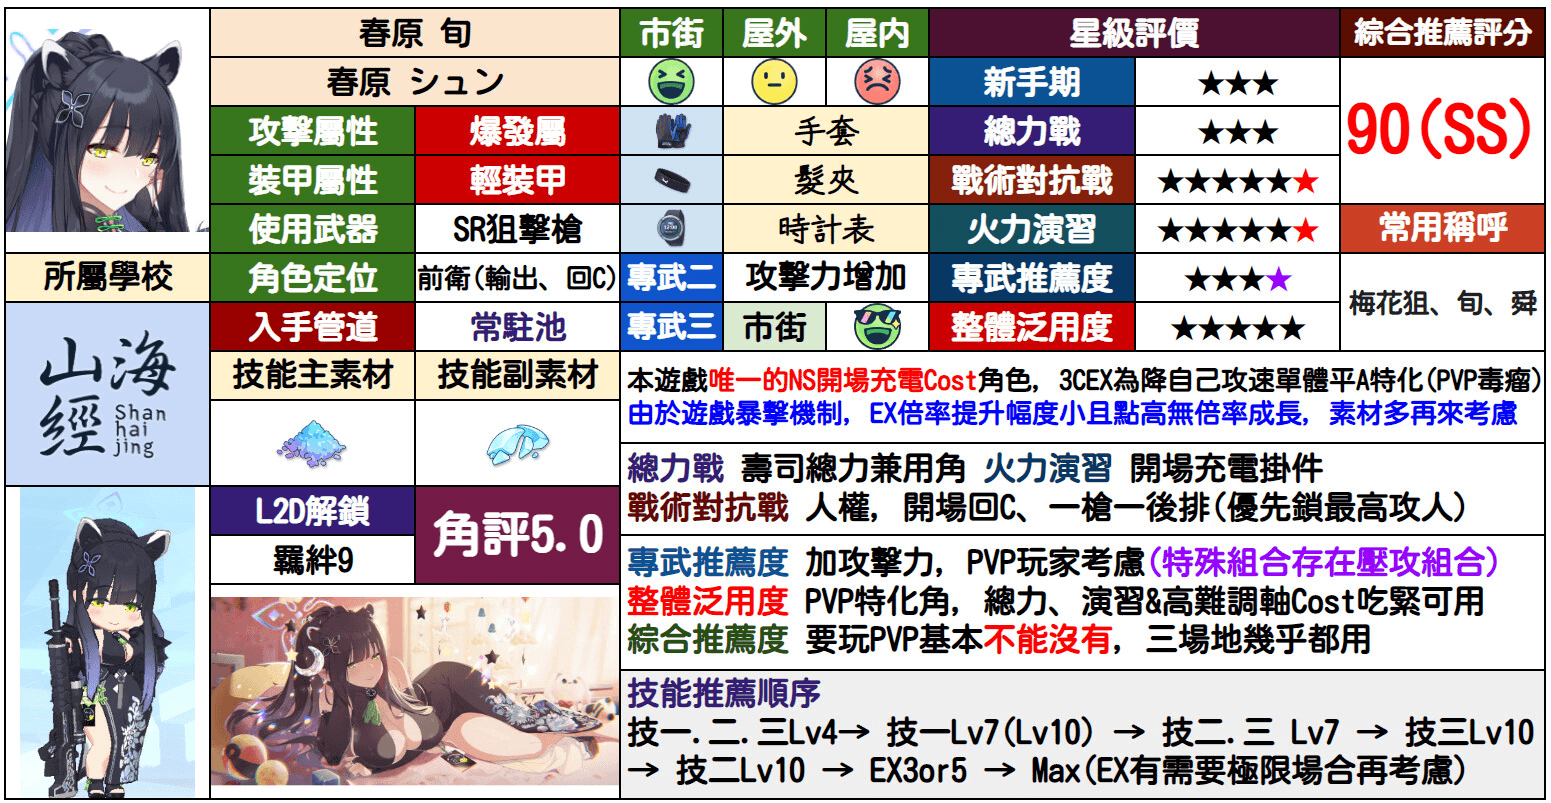 春原 旬
春原 シュン
市街 屋外 屋内
星級評價
綜合推薦評分
新手期 ★★★
90(SS)
攻擊屬性 爆發屬
手套
總力戰 ★★★
裝甲屬性 輕裝甲
髮夾
戰術對抗戰 ★★★★★★
使用武器 SR狙擊槍
時計表
火力演習 ★★★★★★
常用稱呼
所屬學校
角色定位 前衛(輸出、回C)
專武二 攻擊力增加
專武推薦度 ★★★★
梅花狙、旬、舜
入手管道 常駐池
專武三 市街
整體泛用度 ★★★★★
山海
經
Shan
hai
jing
技能主素材 技能副素材
本遊戲唯一的NS開場充電Cost角色, 3CEX為降自己攻速單體平A特化(PVP毒瘤)
由於遊戲暴擊機制, EX倍率提升幅度小且點高無倍率成長, 素材多再來考慮
總力戰 壽司總力兼用角 火力演習 開場充電掛件
戰術對抗戰 人權, 開場回C、一槍一後排(優先鎖最高攻人)
L2D解鎖
羈絆9
角評5.0
專武推薦度 加攻擊力, PVP玩家考慮(特殊組合存在壓攻組合)
整體泛用度 PVP特化角, 總力、演習&高難調軸Cost吃緊可用
綜合推薦度 要玩PVP基本不能沒有, 三場地幾乎都用
技能推薦順序
技一.二.三Lv4→ 技一Lv7(Lv10) → 技二.三 Lv7 → 技三Lv10
→ 技二Lv10 → EX3or5 → Max(EX有需要極限場合再考慮)